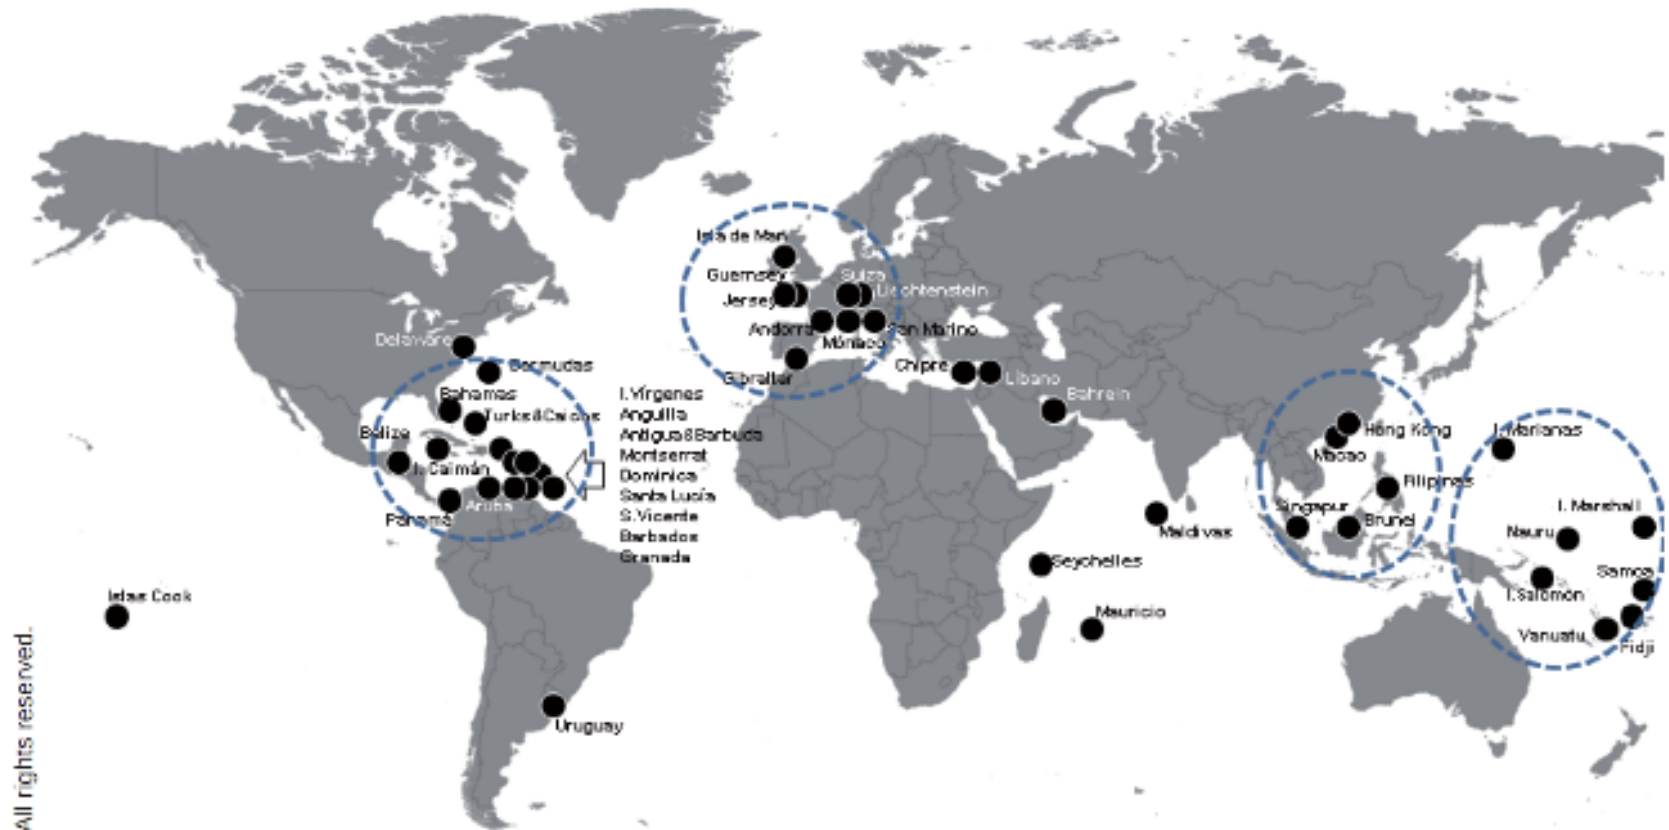 Isla de Man
Guernsey
Suiza
Jersey
Liechtenstein
Andorra
San Marino
Mónaco
Delaware
Bermudas
Chipre
Líbano
Gibraltar
Bahamas
I.Vírgenes
Bahrein
Turks&Caicos
Anguilla
Belize
Antigua&Barbuda
Hong Kong
I.Marianas
I. Caimán
Montserrat
Macao
Dominica
Filipinas
Aruba
Santa Lucía
Singapur
I. Marshall
Panamá
S.Vicente
Brunei
Maldivas
Nauru
Barbados
Granada
Seychelles
Samoa
Islas Cook
I.Salomón
Mauricio
Vanuatu
Fidji
Uruguay
All rights reserved.